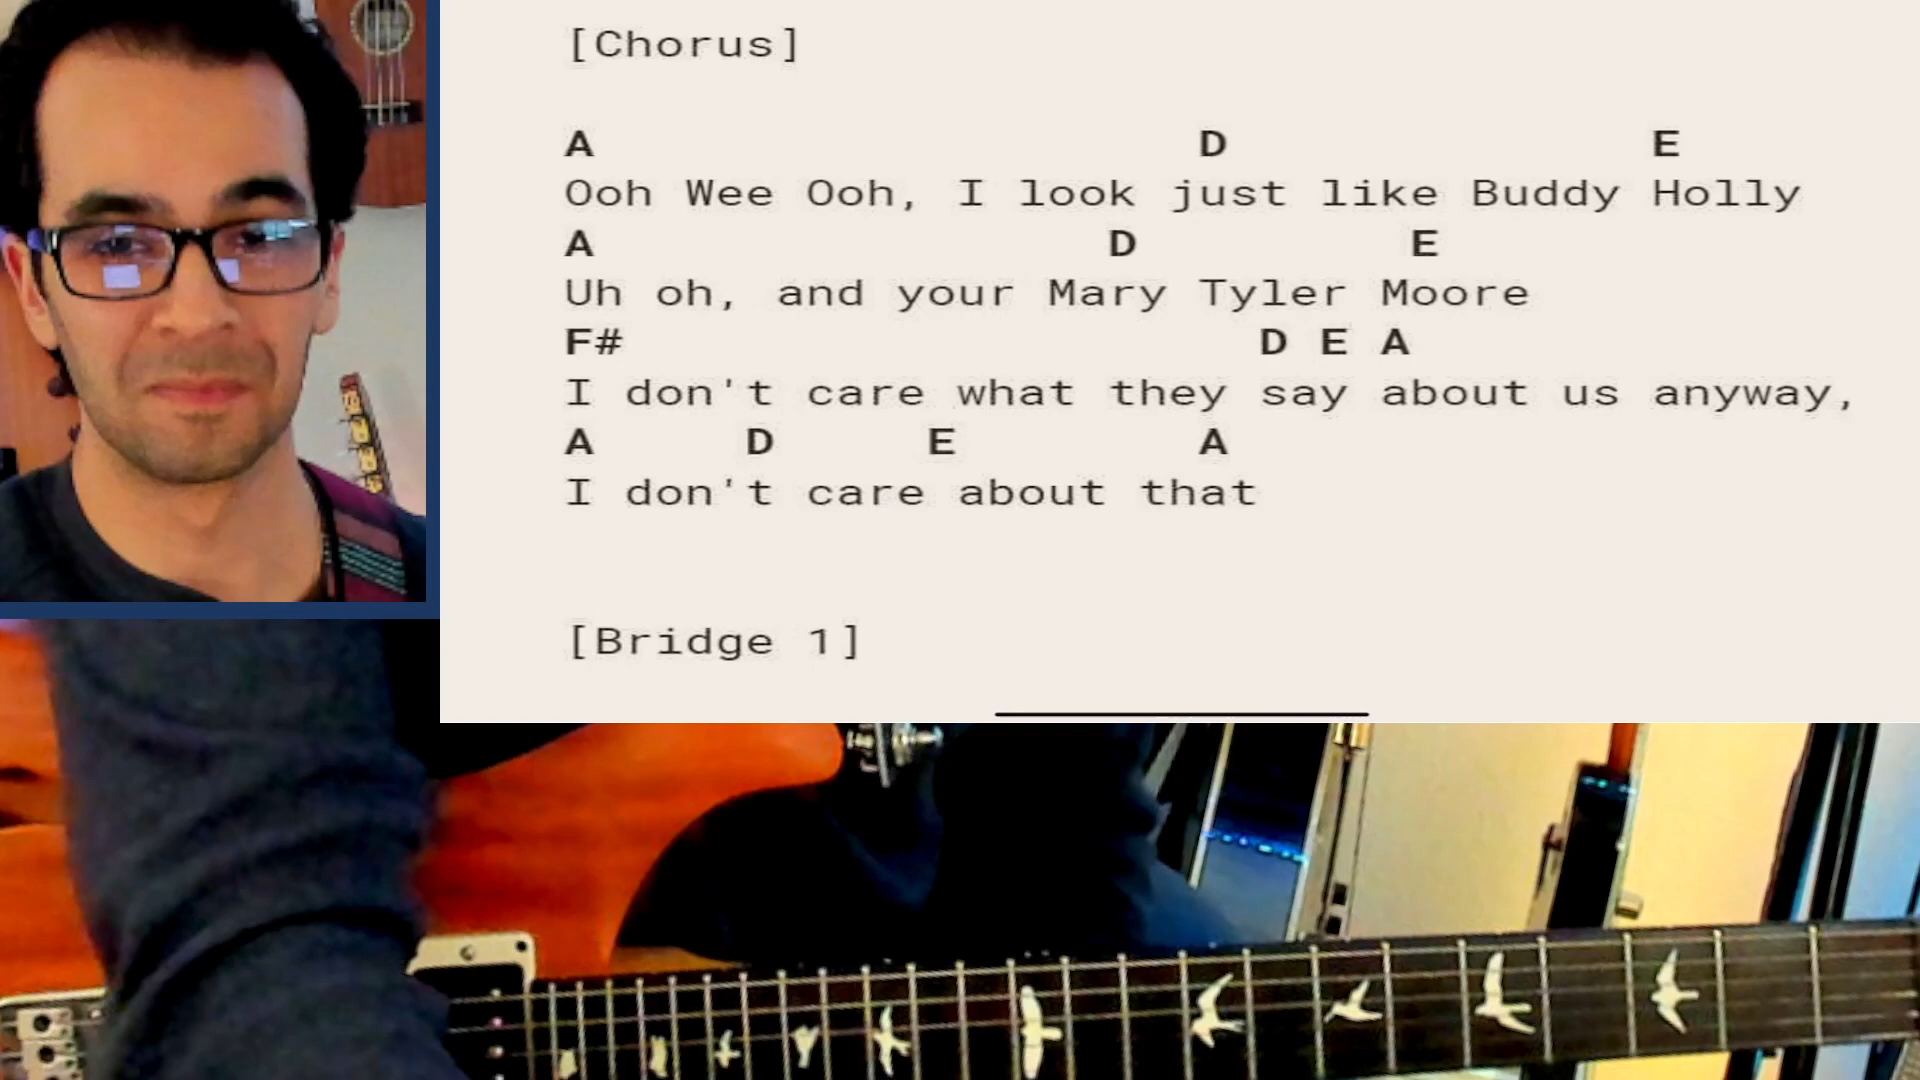 [Chorus]
A D E
Ooh Wee Ooh, I look just like Buddy Holly
A D E
Uh oh, and your Mary Tyler Moore
F# D E A
I don't care what they say about us anyway,
A D E A
I don't care about that
[Bridge 1]